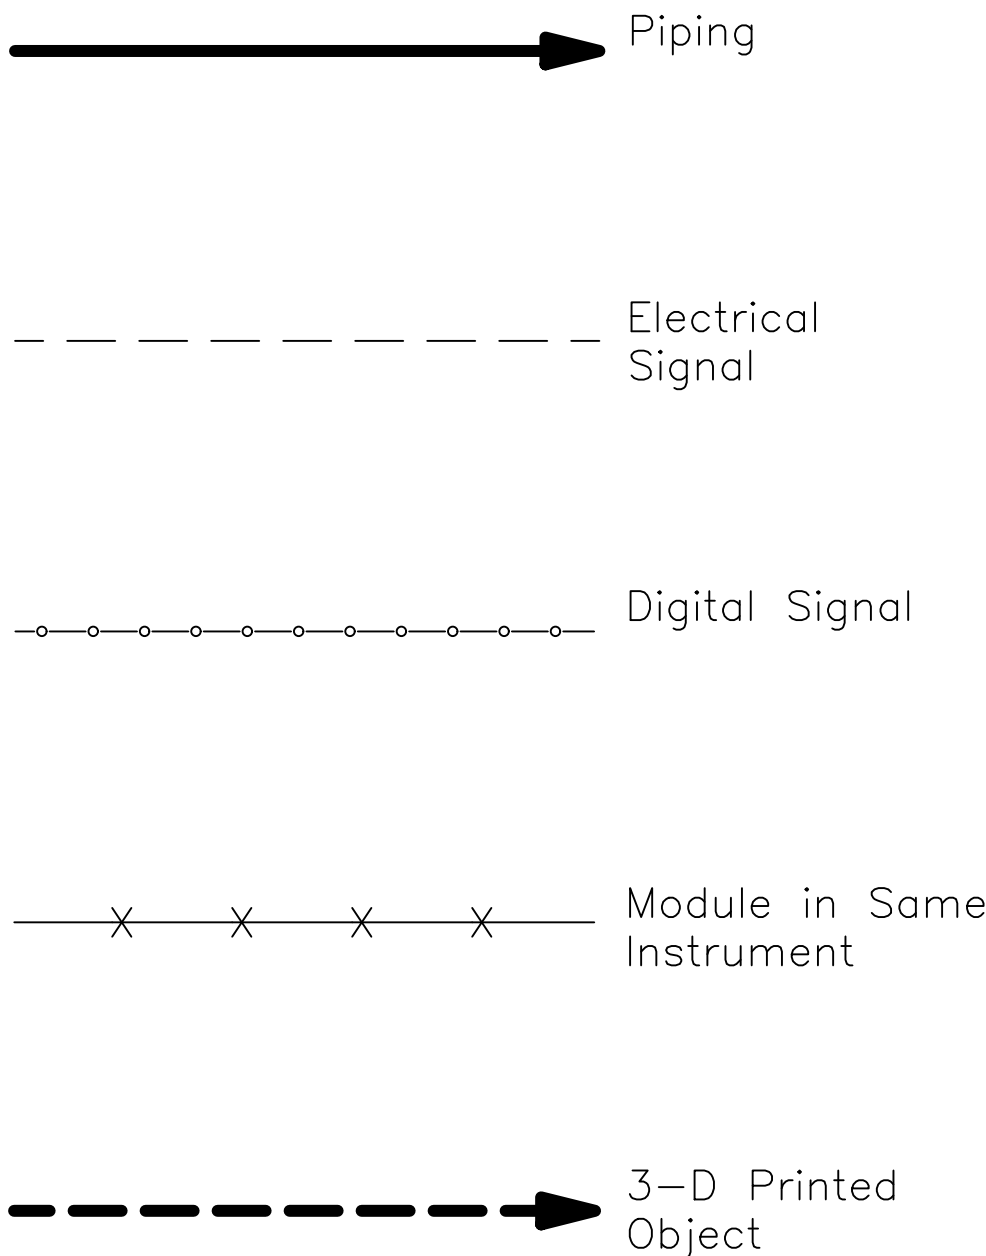 Piping
Electrical
Signal
Digital Signal
Module in Same
Instrument
3-D Printed
Object